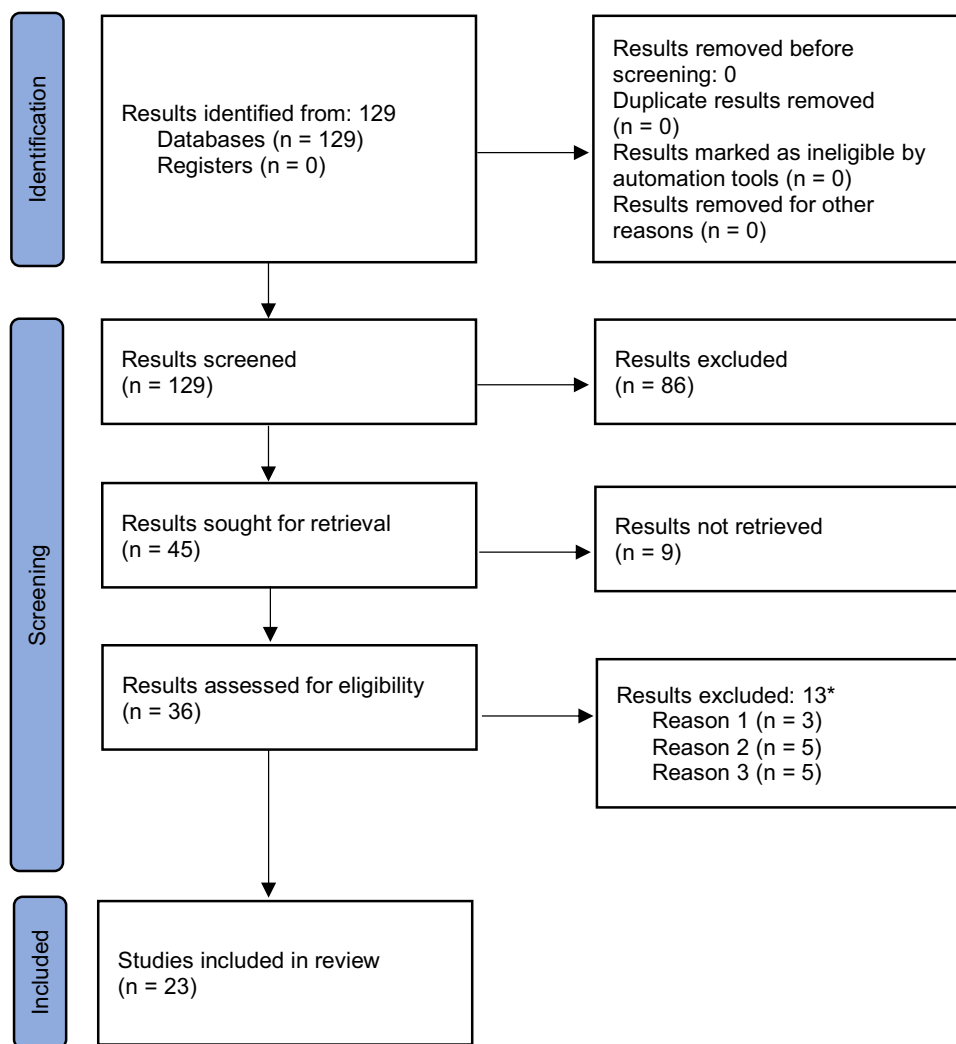 Identification
Results identified from: 129
Databases (n = 129)
Registers (n = 0)
Results removed before
screening: 0
Duplicate results removed
(n = 0)
Results marked as ineligible by
automation tools (n = 0)
Results removed for other
reasons (n = 0)
Screening
Results screened
(n = 129)
Results excluded
(n = 86)
Results sought for retrieval
(n = 45)
Results not retrieved
(n = 9)
Results assessed for eligibility
(n = 36)
Results excluded: 13*
Reason 1 (n = 3)
Reason 2 (n = 5)
Reason 3 (n = 5)
Included
Studies included in review
(n = 23)